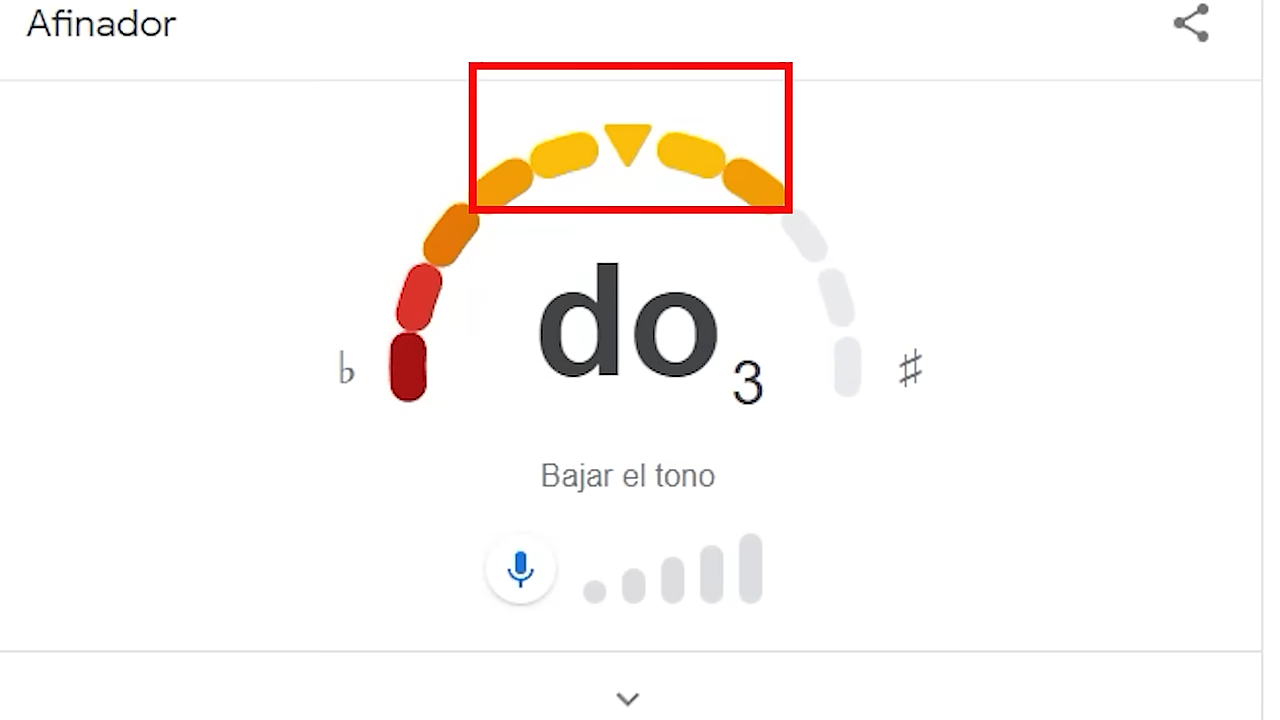 Afinador
do
3
♭
♯
Bajar el tono